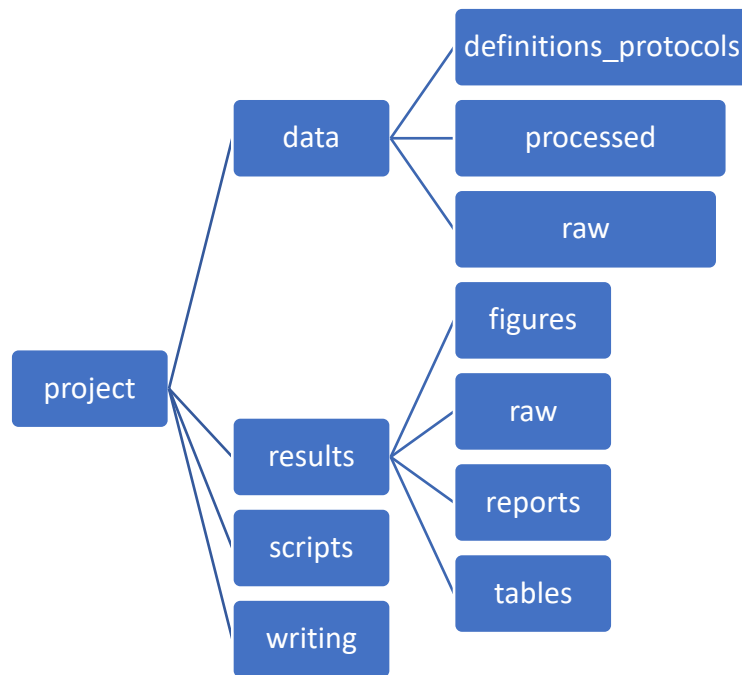 project
data
definitions_protocols
processed
raw
results
figures
raw
reports
tables
scripts
writing